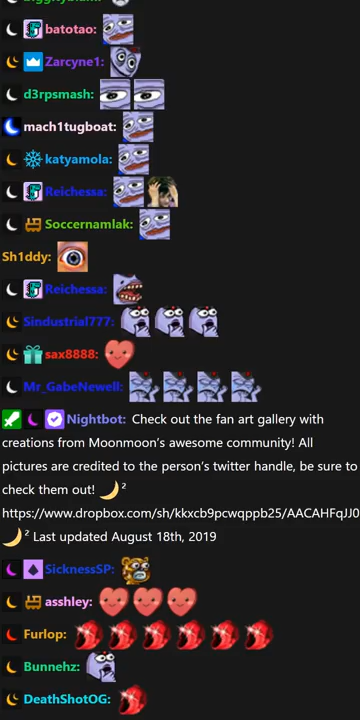 batotao:
Zarcyne1:
d3rpsmash:
mach1tugboat:
katyamola:
Reichessa:
Soccernamlak:
Sh1ddy:
Reichessa:
Sindustrial777:
sax8888:
Mr_GabeNewell:
Nightbot: Check out the fan art gallery with
creations from Moonmoon's awesome community! All
pictures are credited to the person's twitter handle, be sure to
check them out! 🌙²
https://www.dropbox.com/sh/kkxcb9pcwqppb25/AACAHFqJJ0
🌙² Last updated August 18th, 2019
SicknessSP:
asshley:
Furlop:
Bunnehz:
DeathShotOG: